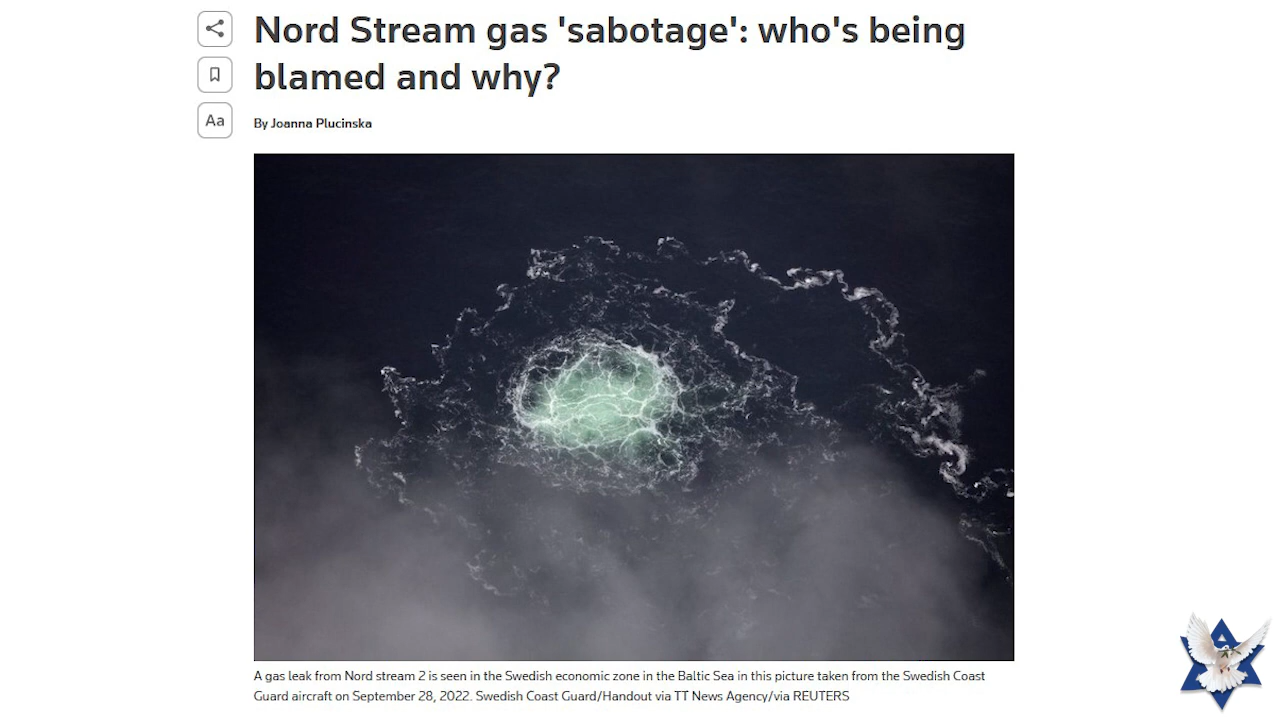 Nord Stream gas 'sabotage': who's being
blamed and why?
Aa
By Joanna Plucinska
A gas leak from Nord stream 2 is seen in the Swedish economic zone in the Baltic Sea in this picture taken from the Swedish Coast
Guard aircraft on September 28, 2022. Swedish Coast Guard/Handout via TT News Agency/via REUTERS